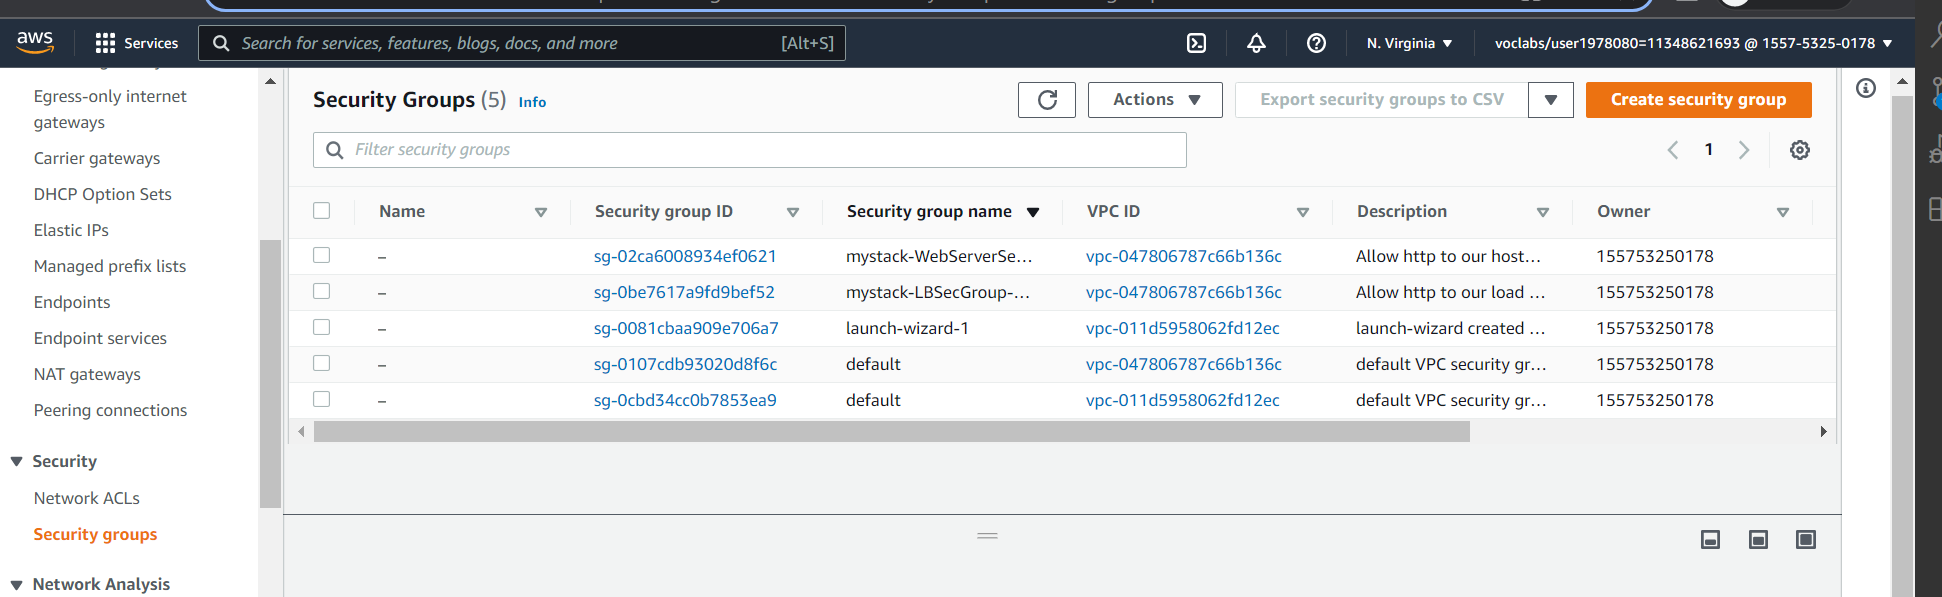 aws
Services
Search for services, features, blogs, docs, and more
[Alt+S]
N. Virginia
voclabs/user1978080=11348621693 @ 1557-5325-0178
Egress-only internet
gateways
Carrier gateways
DHCP Option Sets
Elastic IPs
Managed prefix lists
Endpoints
Endpoint services
NAT gateways
Peering connections
Security
Network ACLs
Security groups
Network Analysis
Security Groups (5) Info
Actions
Export security groups to CSV
Create security group
Filter security groups
1
Name Security group ID Security group name VPC ID Description Owner
– sg-02ca6008934ef0621 mystack-WebServerSe... vpc-047806787c66b136c Allow http to our host... 155753250178
– sg-0be7617a9fd9bef52 mystack-LBSecGroup-... vpc-047806787c66b136c Allow http to our load ... 155753250178
– sg-0081cbaa909e706a7 launch-wizard-1 vpc-011d5958062fd12ec launch-wizard created ... 155753250178
– sg-0107cdb93020d8f6c default vpc-047806787c66b136c default VPC security gr... 155753250178
– sg-0cbd34cc0b7853ea9 default vpc-011d5958062fd12ec default VPC security gr... 155753250178